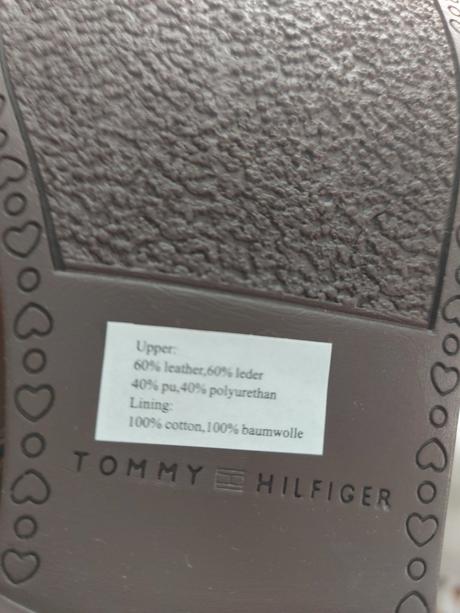 Upper:
60% leather,60% leder
40% pu,40% polyurethan
Lining:
100% cotton,100% baumwolle
TOMMY HILFIGER